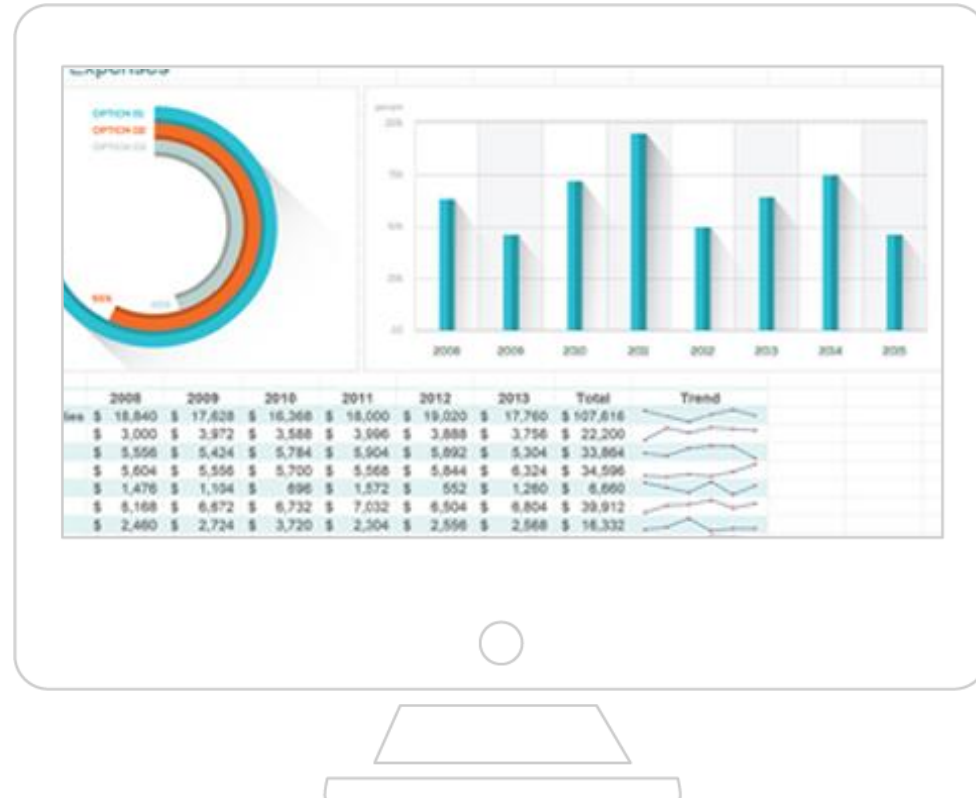 Expenses
OPTION 01
OPTION 02
OPTION 03
2008 2009 2010 2011 2012 2013 2014 2015
2008 2009 2010 2011 2012 2013 Total Trend
$ 18,840 $ 17,628 $ 16,368 $ 18,000 $ 19,020 $ 17,760 $ 107,616
$ 3,000 $ 3,972 $ 3,588 $ 3,996 $ 3,888 $ 3,756 $ 22,200
$ 5,556 $ 5,424 $ 5,784 $ 5,904 $ 5,892 $ 5,304 $ 33,864
$ 5,604 $ 5,556 $ 5,700 $ 5,568 $ 5,844 $ 6,324 $ 34,596
$ 1,476 $ 1,104 $ 696 $ 1,572 $ 552 $ 1,260 $ 6,660
$ 6,168 $ 6,672 $ 6,732 $ 7,032 $ 6,504 $ 6,804 $ 39,912
$ 2,460 $ 2,724 $ 3,720 $ 2,304 $ 2,556 $ 2,568 $ 16,332